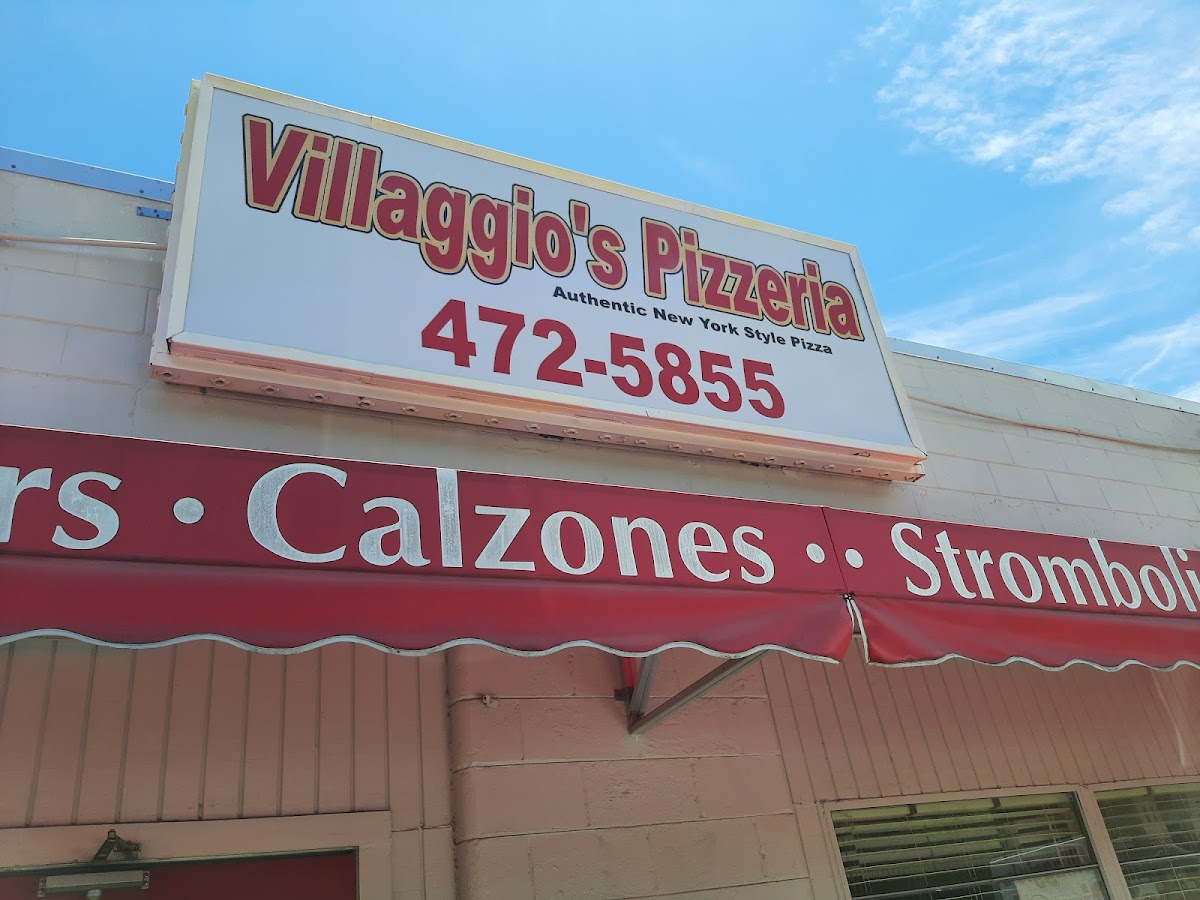 Villaggio's Pizzeria
Authentic New York Style Pizza
472-5855
rs · Calzones · · Stromboli